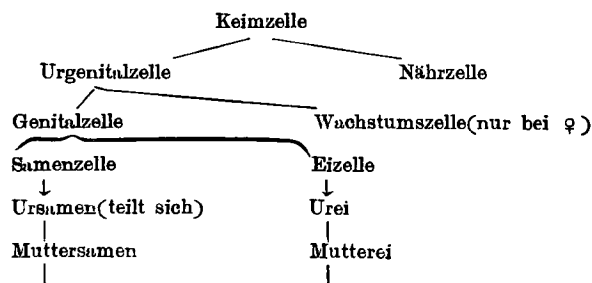 Keimzelle
Urgenitalzelle Nährzelle
Genitalzelle Wachstumszelle(nur bei ♀)
Samenzelle Eizelle
Ursamen(teilt sich) Urei
Muttersamen Mutterei